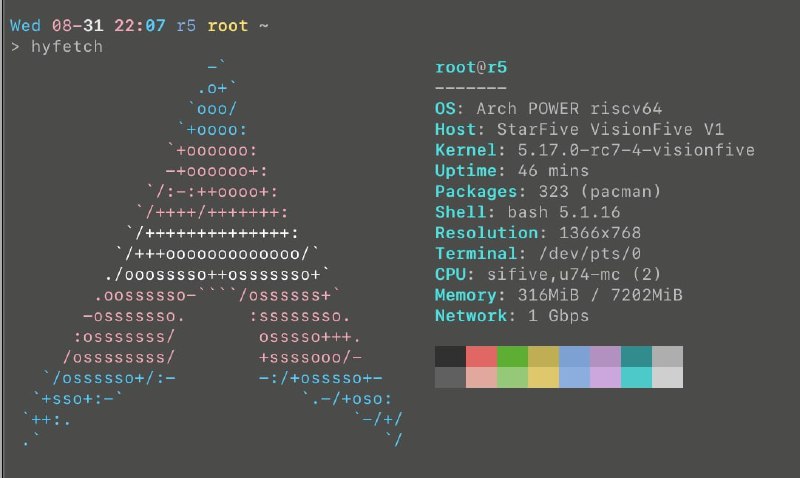 Wed 08-31 22:07 r5 root ~
> hyfetch
-`
.o+`
`ooo/
`+oooo:
`+oooooo:
-+oooooo+:
`/:-:++oooo+:
`/++++/+++++++:
`/++++++++++++++:
`/+++ooooooooooooo/`
./ooosssso++osssssso+`
.oossssso-````/ossssss+`
-osssssso. :ssssssso.
:osssssss/ osssso+++.
/ossssssss/ +ssssooo/-
`/ossssso+/:- -:/+osssso+-
`+sso+:-` `.-/+oso:
`++:. `-/+/
.` `/
root@r5
-------
OS: Arch POWER riscv64
Host: StarFive VisionFive V1
Kernel: 5.17.0-rc7-4-visionfive
Uptime: 46 mins
Packages: 323 (pacman)
Shell: bash 5.1.16
Resolution: 1366x768
Terminal: /dev/pts/0
CPU: sifive,u74-mc (2)
Memory: 316MiB / 7202MiB
Network: 1 Gbps